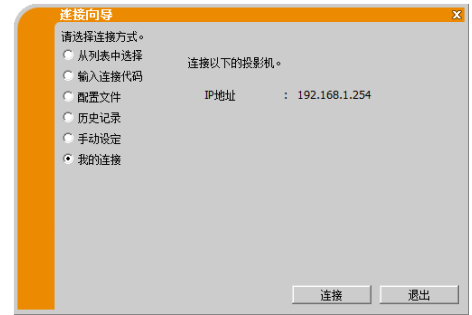 连接向导
x
请选择连接方式。
从列表中选择
输入连接代码
配置文件
历史记录
手动设定
我的连接
连接以下的投影机。
IP地址 : 192.168.1.254
连接
退出